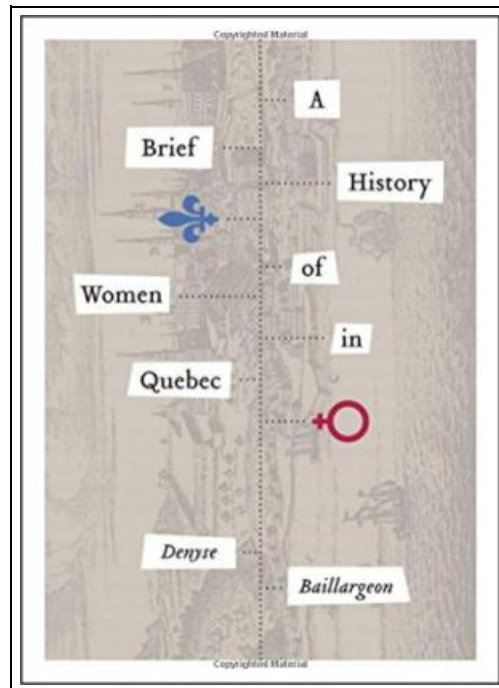 Copyrighted Material
A
Brief
History
of
Women
in
Quebec
Denyse
Baillargeon
Copyrighted Material